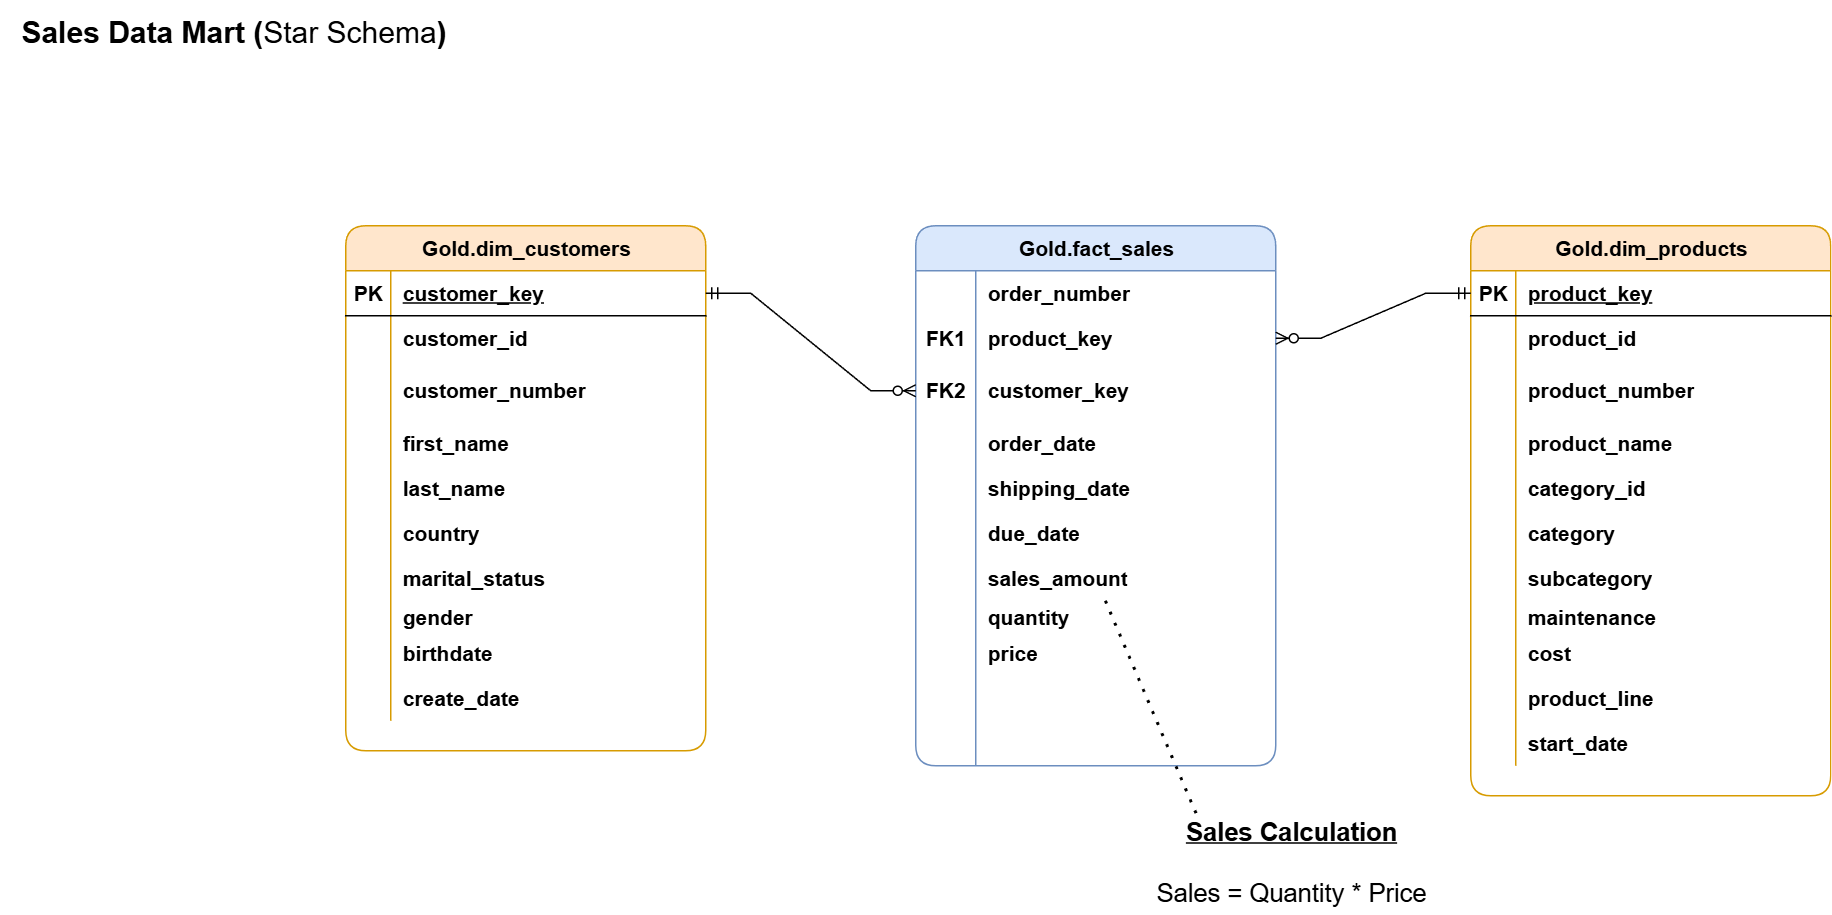 Sales Data Mart (Star Schema)
Gold.dim_customers
PK customer_key
customer_id
customer_number
first_name
last_name
country
marital_status
gender
birthdate
create_date
Gold.fact_sales
order_number
FK1 product_key
FK2 customer_key
order_date
shipping_date
due_date
sales_amount
quantity
price
Gold.dim_products
PK product_key
product_id
product_number
product_name
category_id
category
subcategory
maintenance
cost
product_line
start_date
Sales Calculation
Sales = Quantity * Price